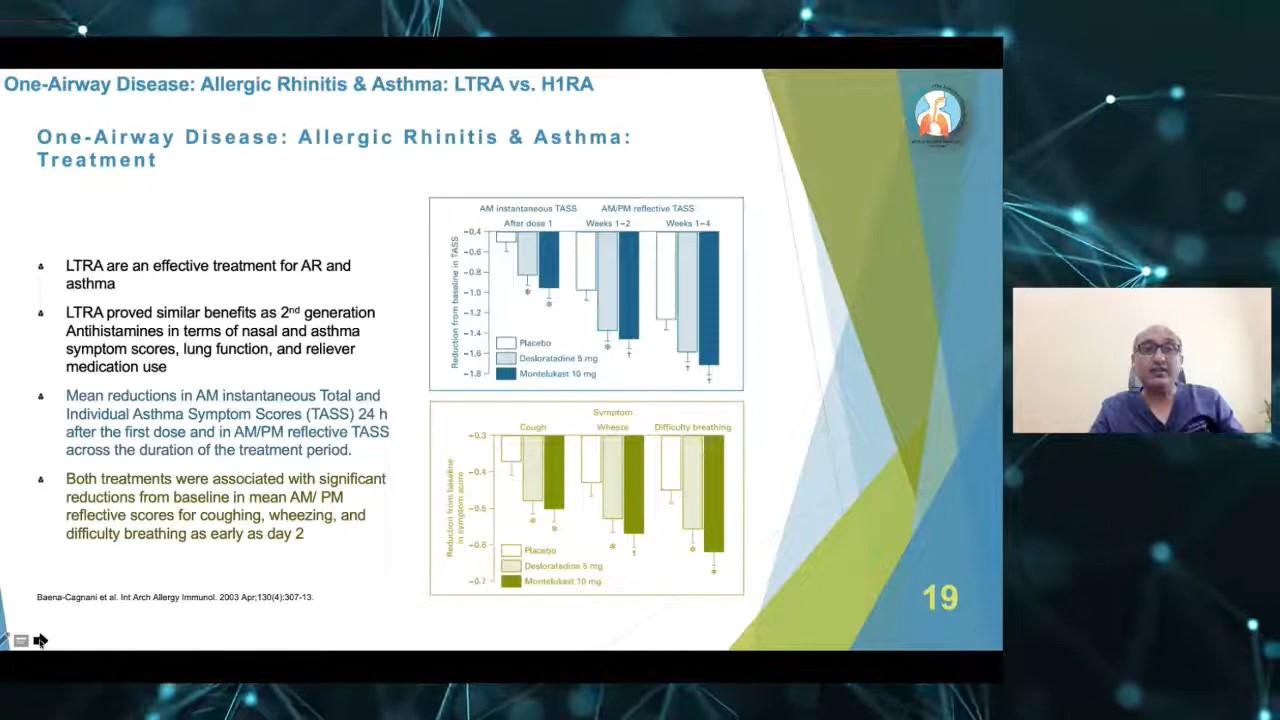 One-Airway Disease: Allergic Rhinitis & Asthma: LTRA vs. H1RA
One-Airway Disease: Allergic Rhinitis & Asthma:
Treatment
LTRA are an effective treatment for AR and
asthma
LTRA proved similar benefits as 2nd generation
Antihistamines in terms of nasal and asthma
symptom scores, lung function, and reliever
medication use
Mean reductions in AM instantaneous Total and
Individual Asthma Symptom Scores (TASS) 24 h
after the first dose and in AM/PM reflective TASS
across the duration of the treatment period.
Both treatments were associated with significant
reductions from baseline in mean AM/ PM
reflective scores for coughing, wheezing, and
difficulty breathing as early as day 2
Baena-Cagnani et al. Int Arch Allergy Immunol. 2003 Apr;130(4):307-13.
AM instantaneous TASS AM/PM reflective TASS
After dose 1 Weeks 1–2 Weeks 1–4
Reduction from baseline in TASS
−0.4
−0.6
−0.8
−1.0
−1.2
−1.4
−1.6
−1.8
* * * † † †
Placebo
Desloratadine 5 mg
Montelukast 10 mg
Symptom
Cough Wheeze Difficulty breathing
Reduction from baseline
in symptom score
−0.3
−0.4
−0.5
−0.6
−0.7
* * * † * *
Placebo
Desloratadine 5 mg
Montelukast 10 mg
19